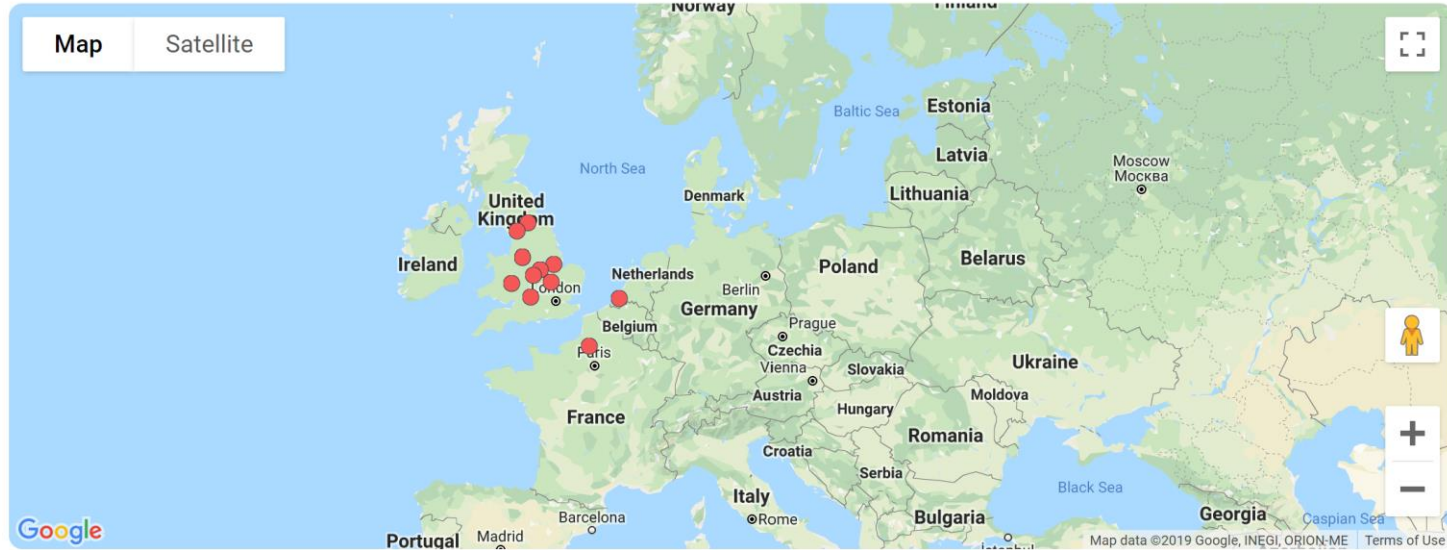 Norway
Finland
Map
Satellite
Estonia
Baltic Sea
Latvia
Moscow
Москва
North Sea
Denmark
Lithuania
United
Kingdom
Ireland
Netherlands
Berlin
Poland
Belarus
London
Germany
Belgium
Prague
Paris
Czechia
Ukraine
Vienna
Slovakia
Austria
Moldova
France
Hungary
Romania
Croatia
Serbia
Black Sea
Italy
Georgia
Caspian Sea
Barcelona
Rome
Bulgaria
Google
Portugal
Madrid
Map data ©2019 Google, INEGI, ORION-ME
Terms of Use